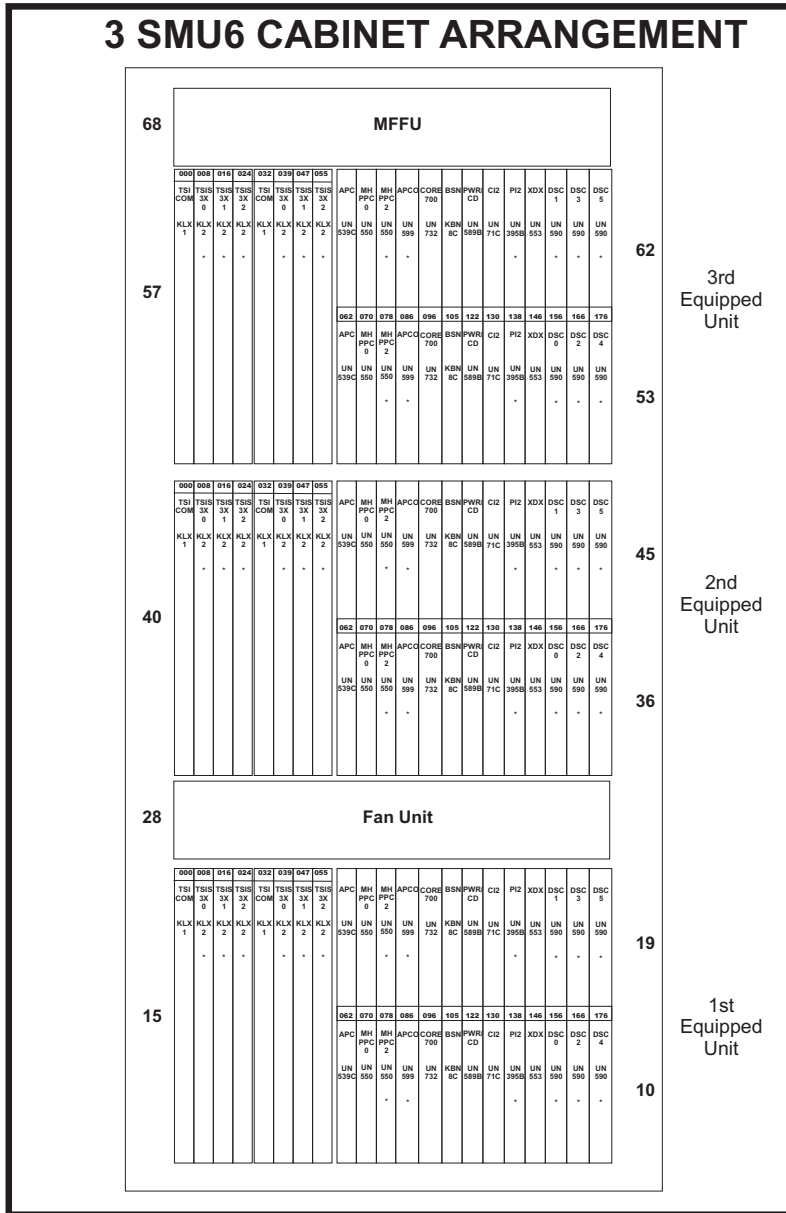 3 SMU6 CABINET ARRANGEMENT
68
MFFU
000 008 016 024 032 039 047 055
TSI COM TSIS 3X 0 TSIS 3X 1 TSIS 3X 2 TSI COM TSIS 3X 0 TSIS 3X 1 TSIS 3X 2 APC MH PPC 0 MH PPC 2 APCO CORE 700 BSN PWR/ CD CI2 PI2 XDX DSC 1 DSC 3 DSC 5
KLX 1 KLX 2 KLX 2 KLX 2 KLX 1 KLX 2 KLX 2 KLX 2 UN 539C UN 550 UN 550 UN 599 UN 732 KBN 8C UN 589B UN 71C UN 395B UN 553 UN 590 UN 590 UN 590
* * * * * * * * * * * *
62
57
3rd
Equipped
Unit
062 070 078 086 096 105 122 130 138 146 156 166 176
APC MH PPC 0 MH PPC 2 APCO CORE 700 BSN PWR/ CD CI2 PI2 XDX DSC 0 DSC 2 DSC 4
UN 539C UN 550 UN 550 UN 599 UN 732 KBN 8C UN 589B UN 71C UN 395B UN 553 UN 590 UN 590 UN 590
* * * * * *
53
000 008 016 024 032 039 047 055
TSI COM TSIS 3X 0 TSIS 3X 1 TSIS 3X 2 TSI COM TSIS 3X 0 TSIS 3X 1 TSIS 3X 2 APC MH PPC 0 MH PPC 2 APCO CORE 700 BSN PWR/ CD CI2 PI2 XDX DSC 1 DSC 3 DSC 5
KLX 1 KLX 2 KLX 2 KLX 2 KLX 1 KLX 2 KLX 2 KLX 2 UN 539C UN 550 UN 550 UN 599 UN 732 KBN 8C UN 589B UN 71C UN 395B UN 553 UN 590 UN 590 UN 590
* * * * * * * * * * * *
45
2nd
Equipped
Unit
40
062 070 078 086 096 105 122 130 138 146 156 166 176
APC MH PPC 0 MH PPC 2 APCO CORE 700 BSN PWR/ CD CI2 PI2 XDX DSC 0 DSC 2 DSC 4
UN 539C UN 550 UN 550 UN 599 UN 732 KBN 8C UN 589B UN 71C UN 395B UN 553 UN 590 UN 590 UN 590
* * * * * *
36
28
Fan Unit
000 008 016 024 032 039 047 055
TSI COM TSIS 3X 0 TSIS 3X 1 TSIS 3X 2 TSI COM TSIS 3X 0 TSIS 3X 1 TSIS 3X 2 APC MH PPC 0 MH PPC 2 APCO CORE 700 BSN PWR/ CD CI2 PI2 XDX DSC 1 DSC 3 DSC 5
KLX 1 KLX 2 KLX 2 KLX 2 KLX 1 KLX 2 KLX 2 KLX 2 UN 539C UN 550 UN 550 UN 599 UN 732 KBN 8C UN 589B UN 71C UN 395B UN 553 UN 590 UN 590 UN 590
* * * * * * * * * * * *
19
15
1st
Equipped
Unit
062 070 078 086 096 105 122 130 138 146 156 166 176
APC MH PPC 0 MH PPC 2 APCO CORE 700 BSN PWR/ CD CI2 PI2 XDX DSC 0 DSC 2 DSC 4
UN 539C UN 550 UN 550 UN 599 UN 732 KBN 8C UN 589B UN 71C UN 395B UN 553 UN 590 UN 590 UN 590
* * * * * *
10